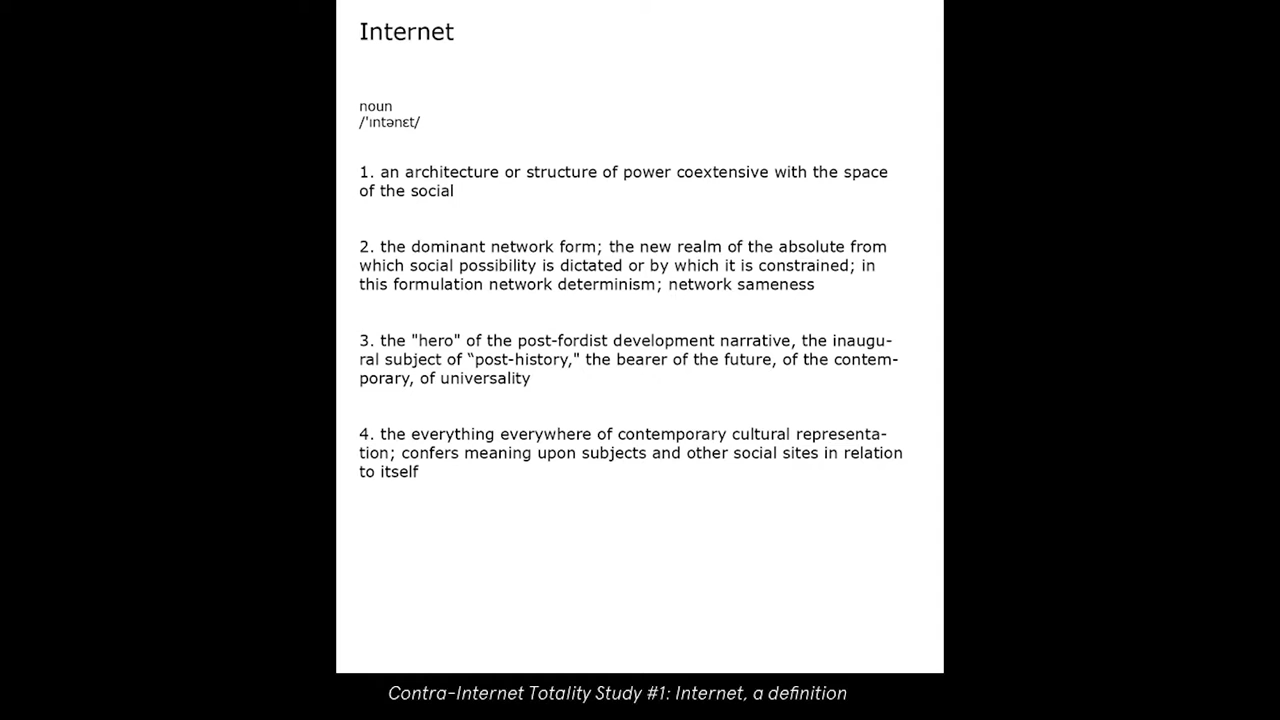 Internet
noun
/'ıntənɛt/
1. an architecture or structure of power coextensive with the space
of the social
2. the dominant network form; the new realm of the absolute from
which social possibility is dictated or by which it is constrained; in
this formulation network determinism; network sameness
3. the "hero" of the post-fordist development narrative, the inaugu-
ral subject of “post-history," the bearer of the future, of the contem-
porary, of universality
4. the everything everywhere of contemporary cultural representa-
tion; confers meaning upon subjects and other social sites in relation
to itself
Contra-Internet Totality Study #1: Internet, a definition